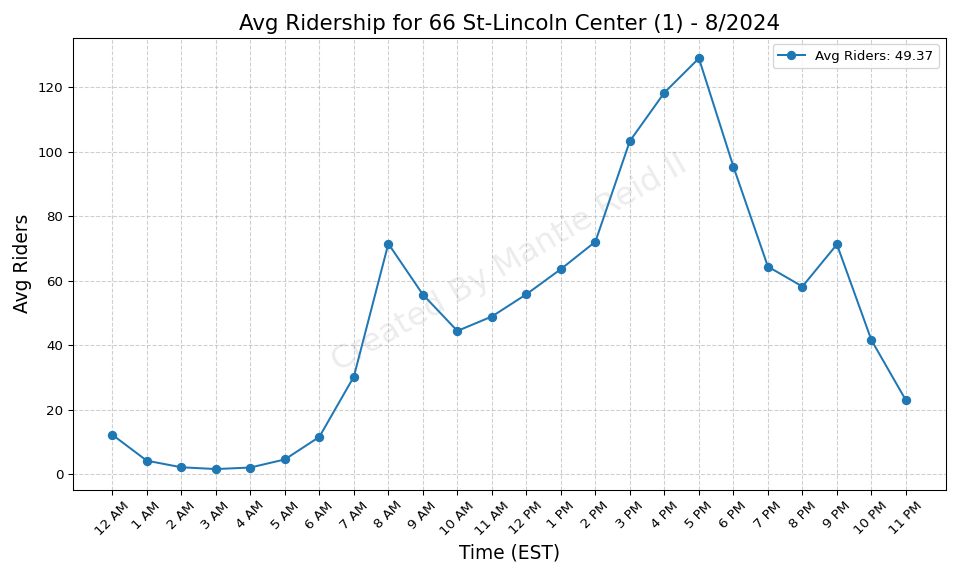 Avg Ridership for 66 St-Lincoln Center (1) - 8/2024
Avg Riders: 49.37
Avg Riders
120
100
80
60
40
20
0
Created By Mantie Reid II
12 AM
1 AM
2 AM
3 AM
4 AM
5 AM
6 AM
7 AM
8 AM
9 AM
10 AM
11 AM
12 PM
1 PM
2 PM
3 PM
4 PM
5 PM
6 PM
7 PM
8 PM
9 PM
10 PM
11 PM
Time (EST)